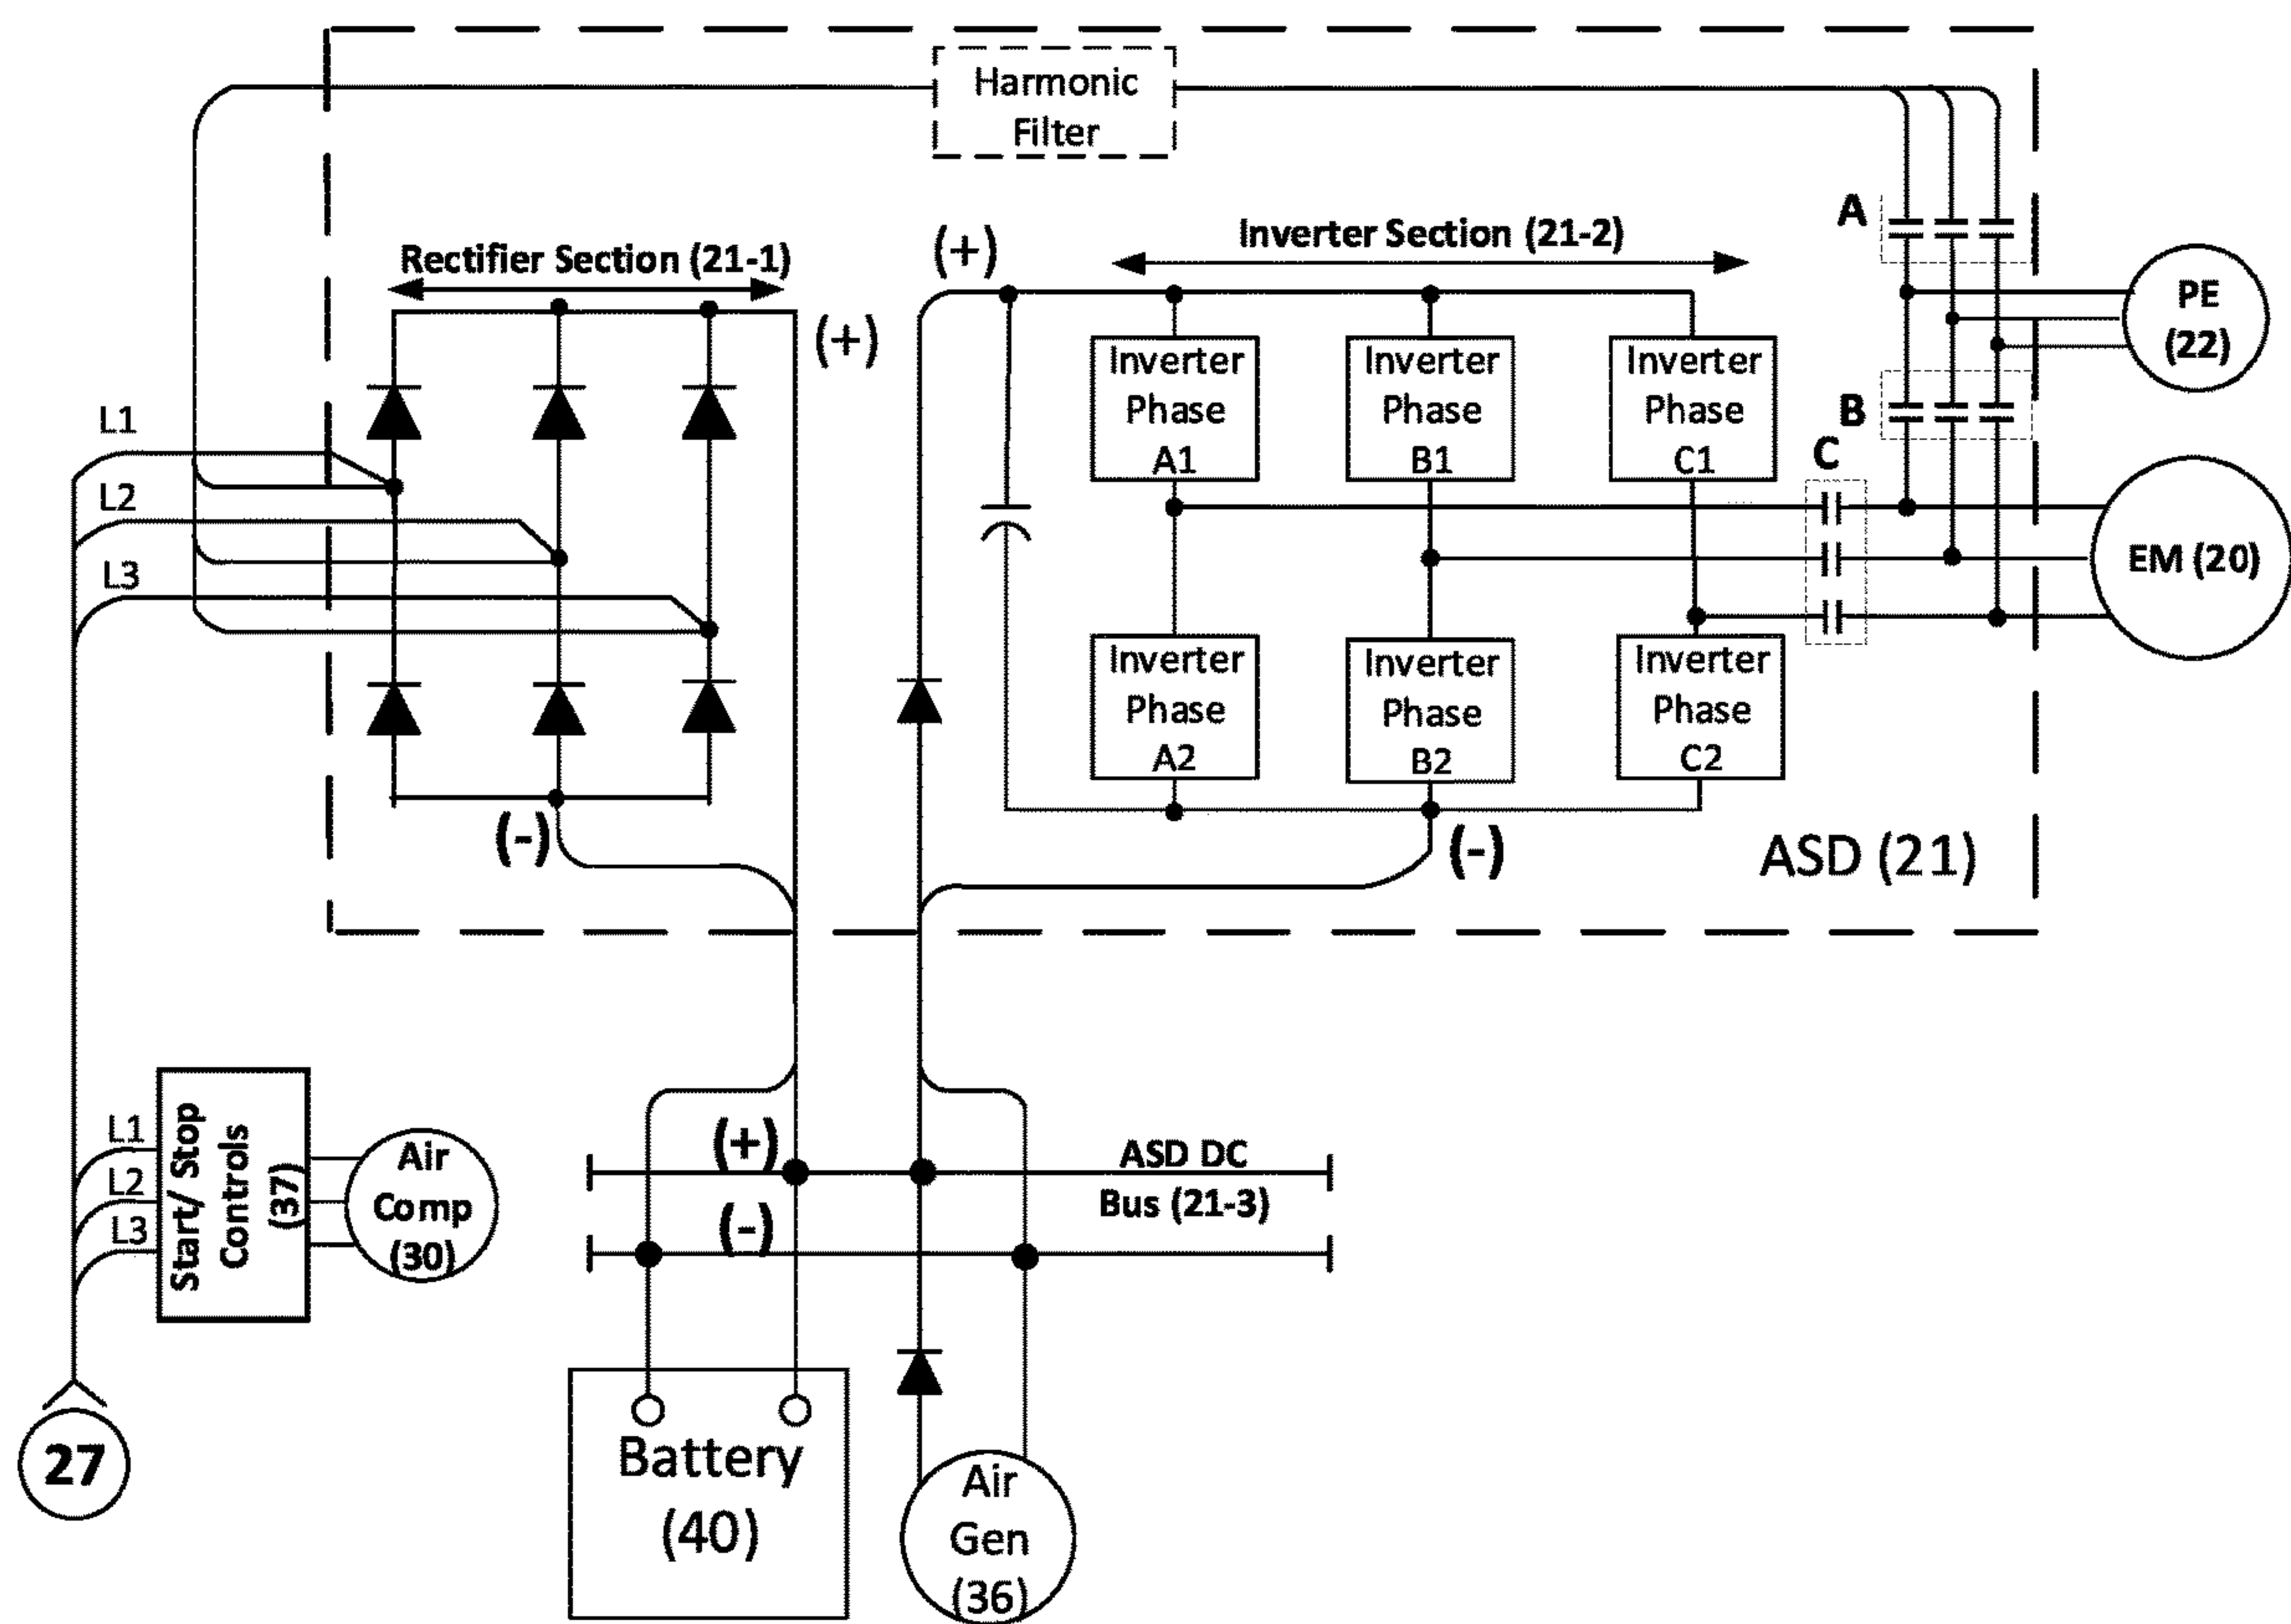 Harmonic
Filter
A
Rectifier Section (21-1)
(+)
Inverter Section (21-2)
PE
(22)
(+)
Inverter
Phase
A1
Inverter
Phase
B1
Inverter
Phase
C1
B
C
L1
L2
L3
EM (20)
Inverter
Phase
A2
Inverter
Phase
B2
Inverter
Phase
C2
(-)
(-)
ASD (21)
L1
L2
L3
Start/ Stop
Controls
(37)
Air
Comp
(30)
(+)
(-)
ASD DC
Bus (21-3)
27
Battery
(40)
Air
Gen
(36)